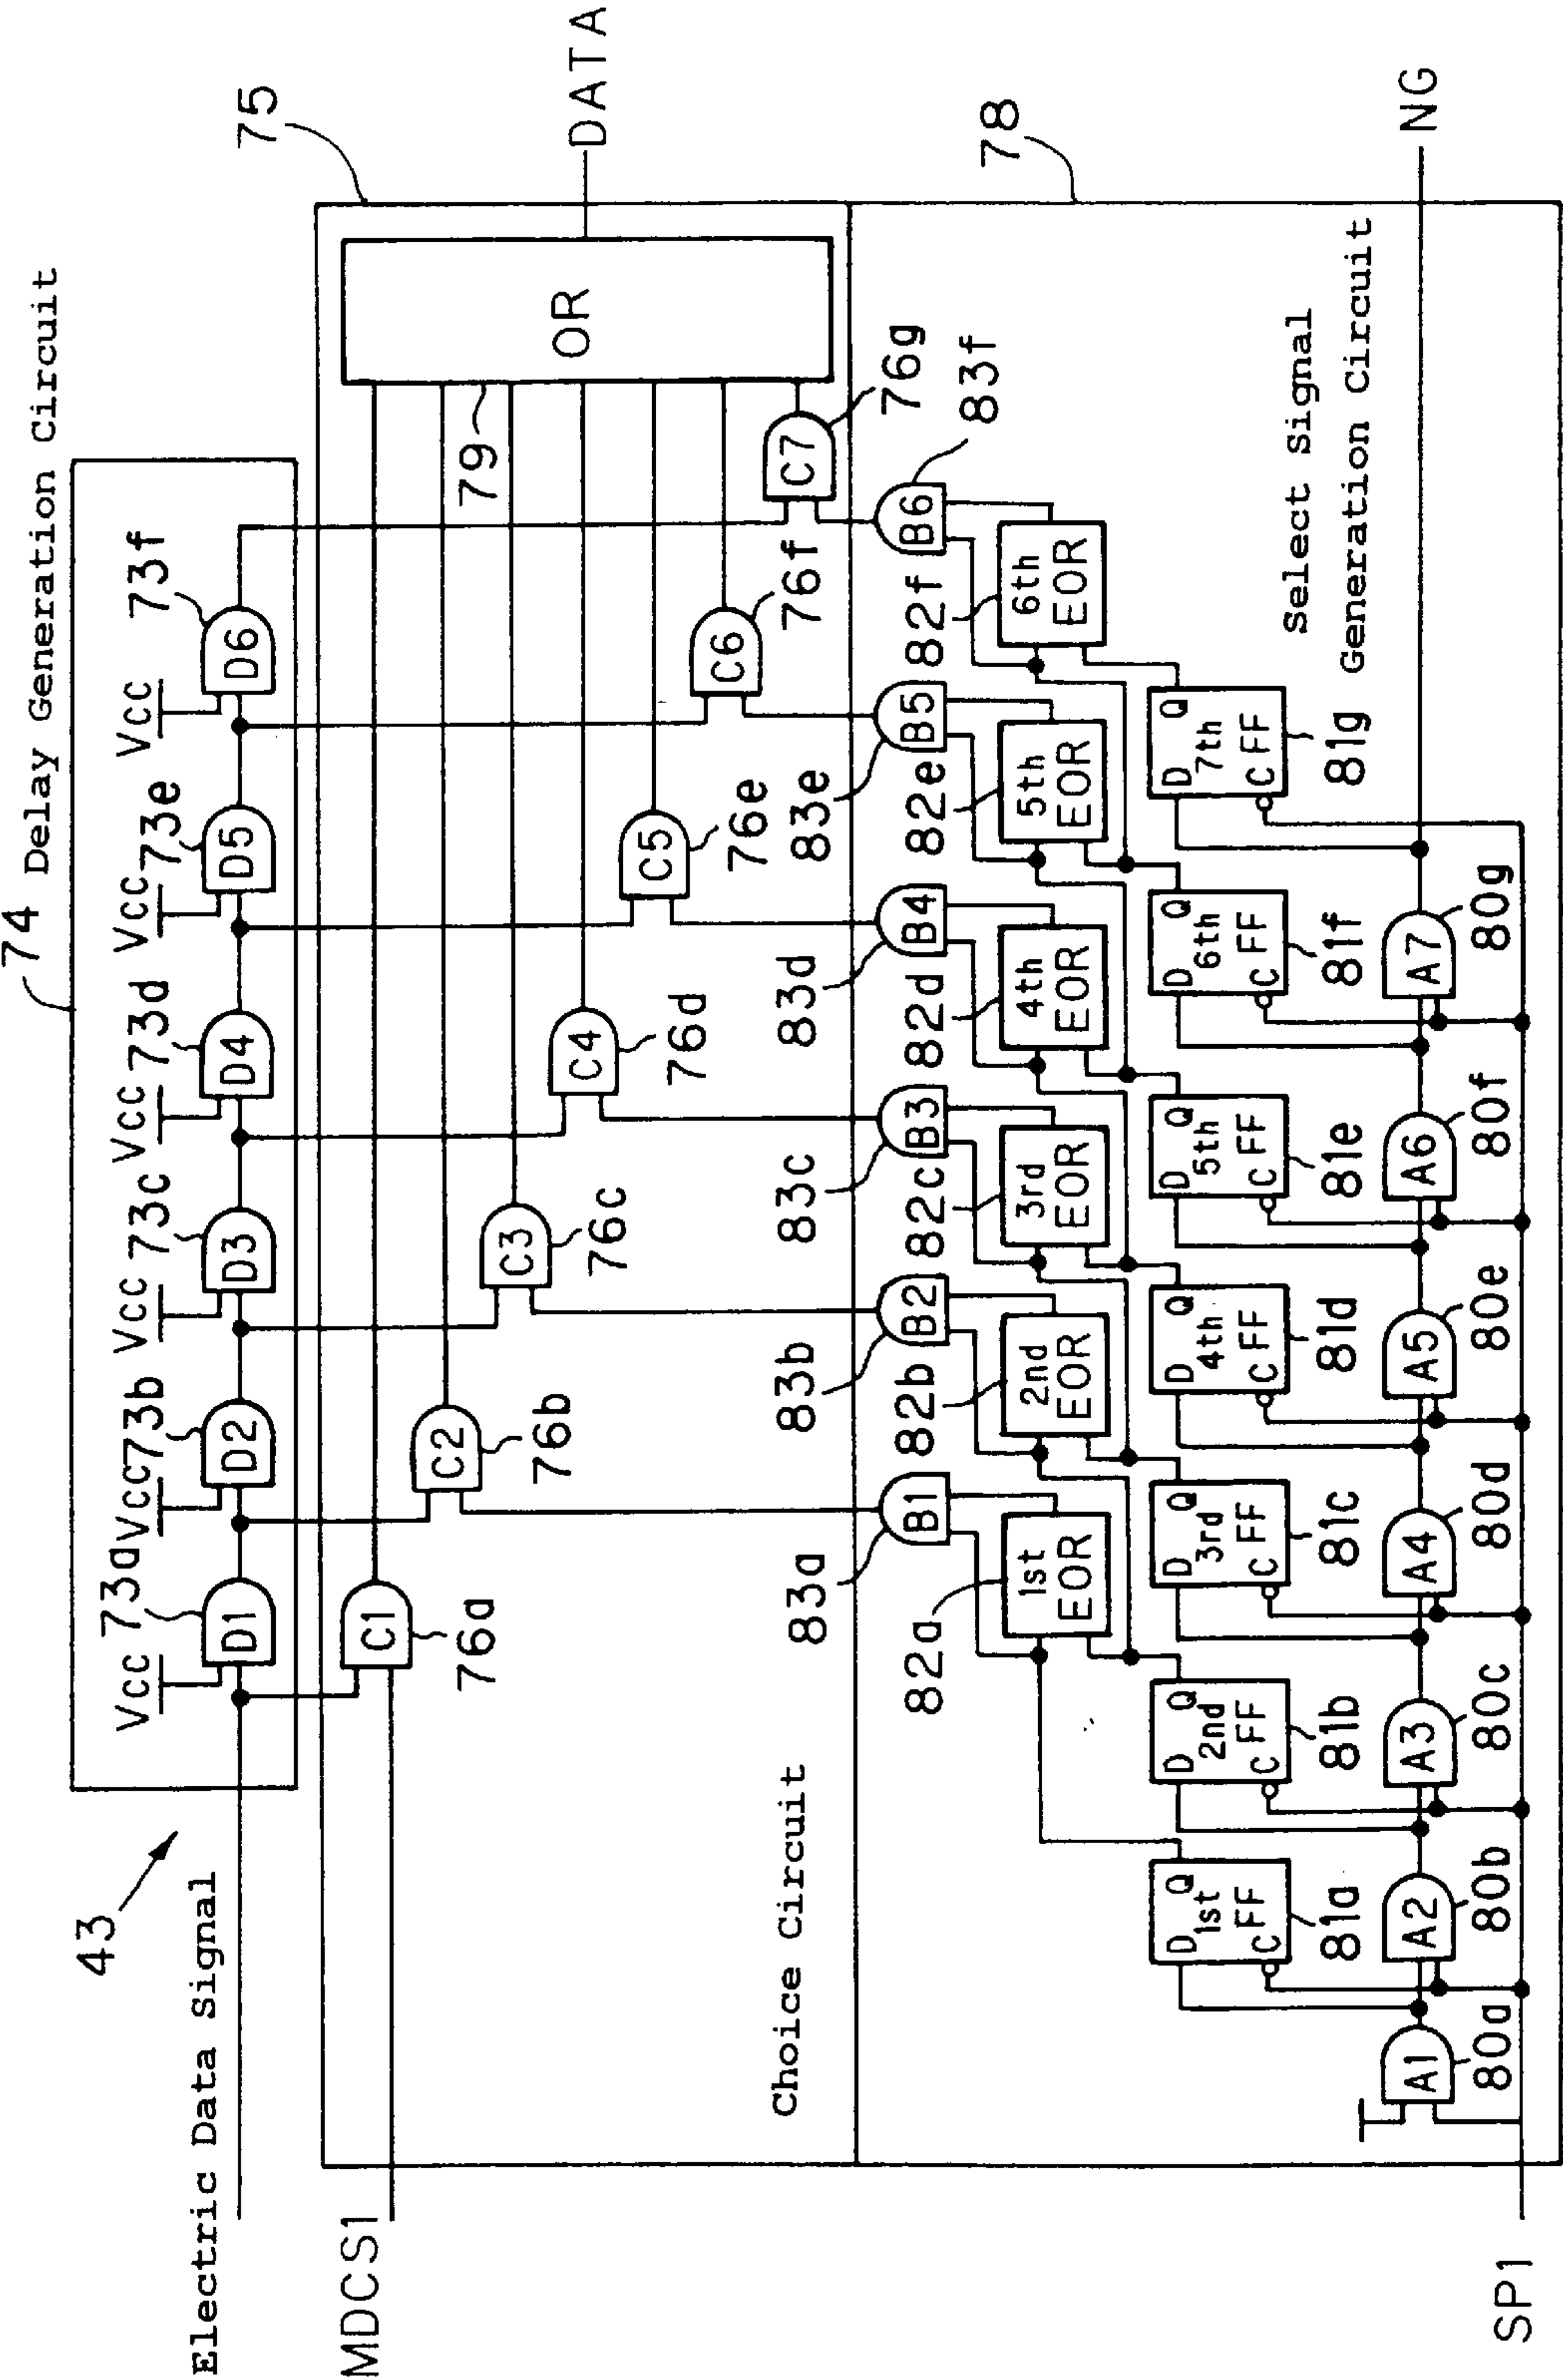 74 Delay Generation Circuit
43
Electric Data Signal
Vcc 73a
Vcc 73b
Vcc 73c
Vcc 73d
Vcc 73e
Vcc 73f
D1
D2
D3
D4
D5
D6
75
MDCS1
C1
76a
C2
76b
C3
76c
C4
76d
C5
76e
C6
76f
C7
76g
79
OR
DATA
Choice Circuit
83a
83b
83c
83d
83e
83f
B1
B2
B3
B4
B5
B6
82a
82b
82c
82d
82e
82f
1st
EOR
2nd
EOR
3rd
EOR
4th
EOR
5th
EOR
6th
EOR
78
Select Signal
Generation Circuit
D Q
1st
C FF
81a
D Q
2nd
C FF
81b
D Q
3rd
C FF
81c
D Q
4th
C FF
81d
D Q
5th
C FF
81e
D Q
6th
C FF
81f
D Q
7th
C FF
81g
A1
80a
A2
80b
A3
80c
A4
80d
A5
80e
A6
80f
A7
80g
NG
SP1